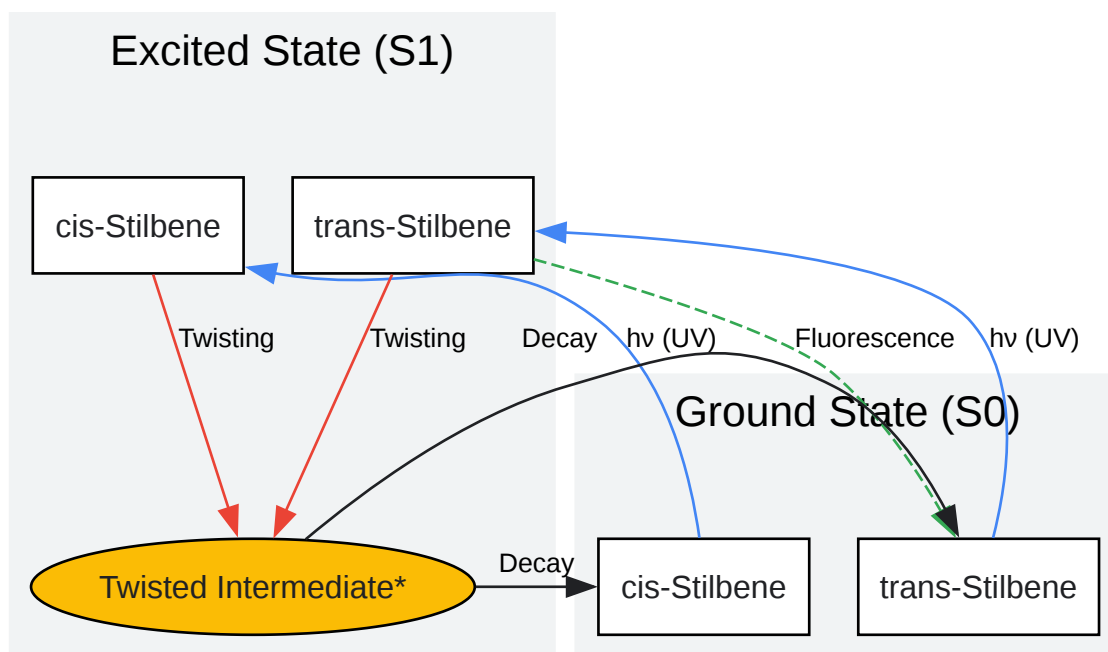 Excited State (S1)
cis-Stilbene
trans-Stilbene
Twisting
Twisting
Decay
hν (UV)
Fluorescence
hν (UV)
Ground State (S0)
Twisted Intermediate*
Decay
cis-Stilbene
trans-Stilbene